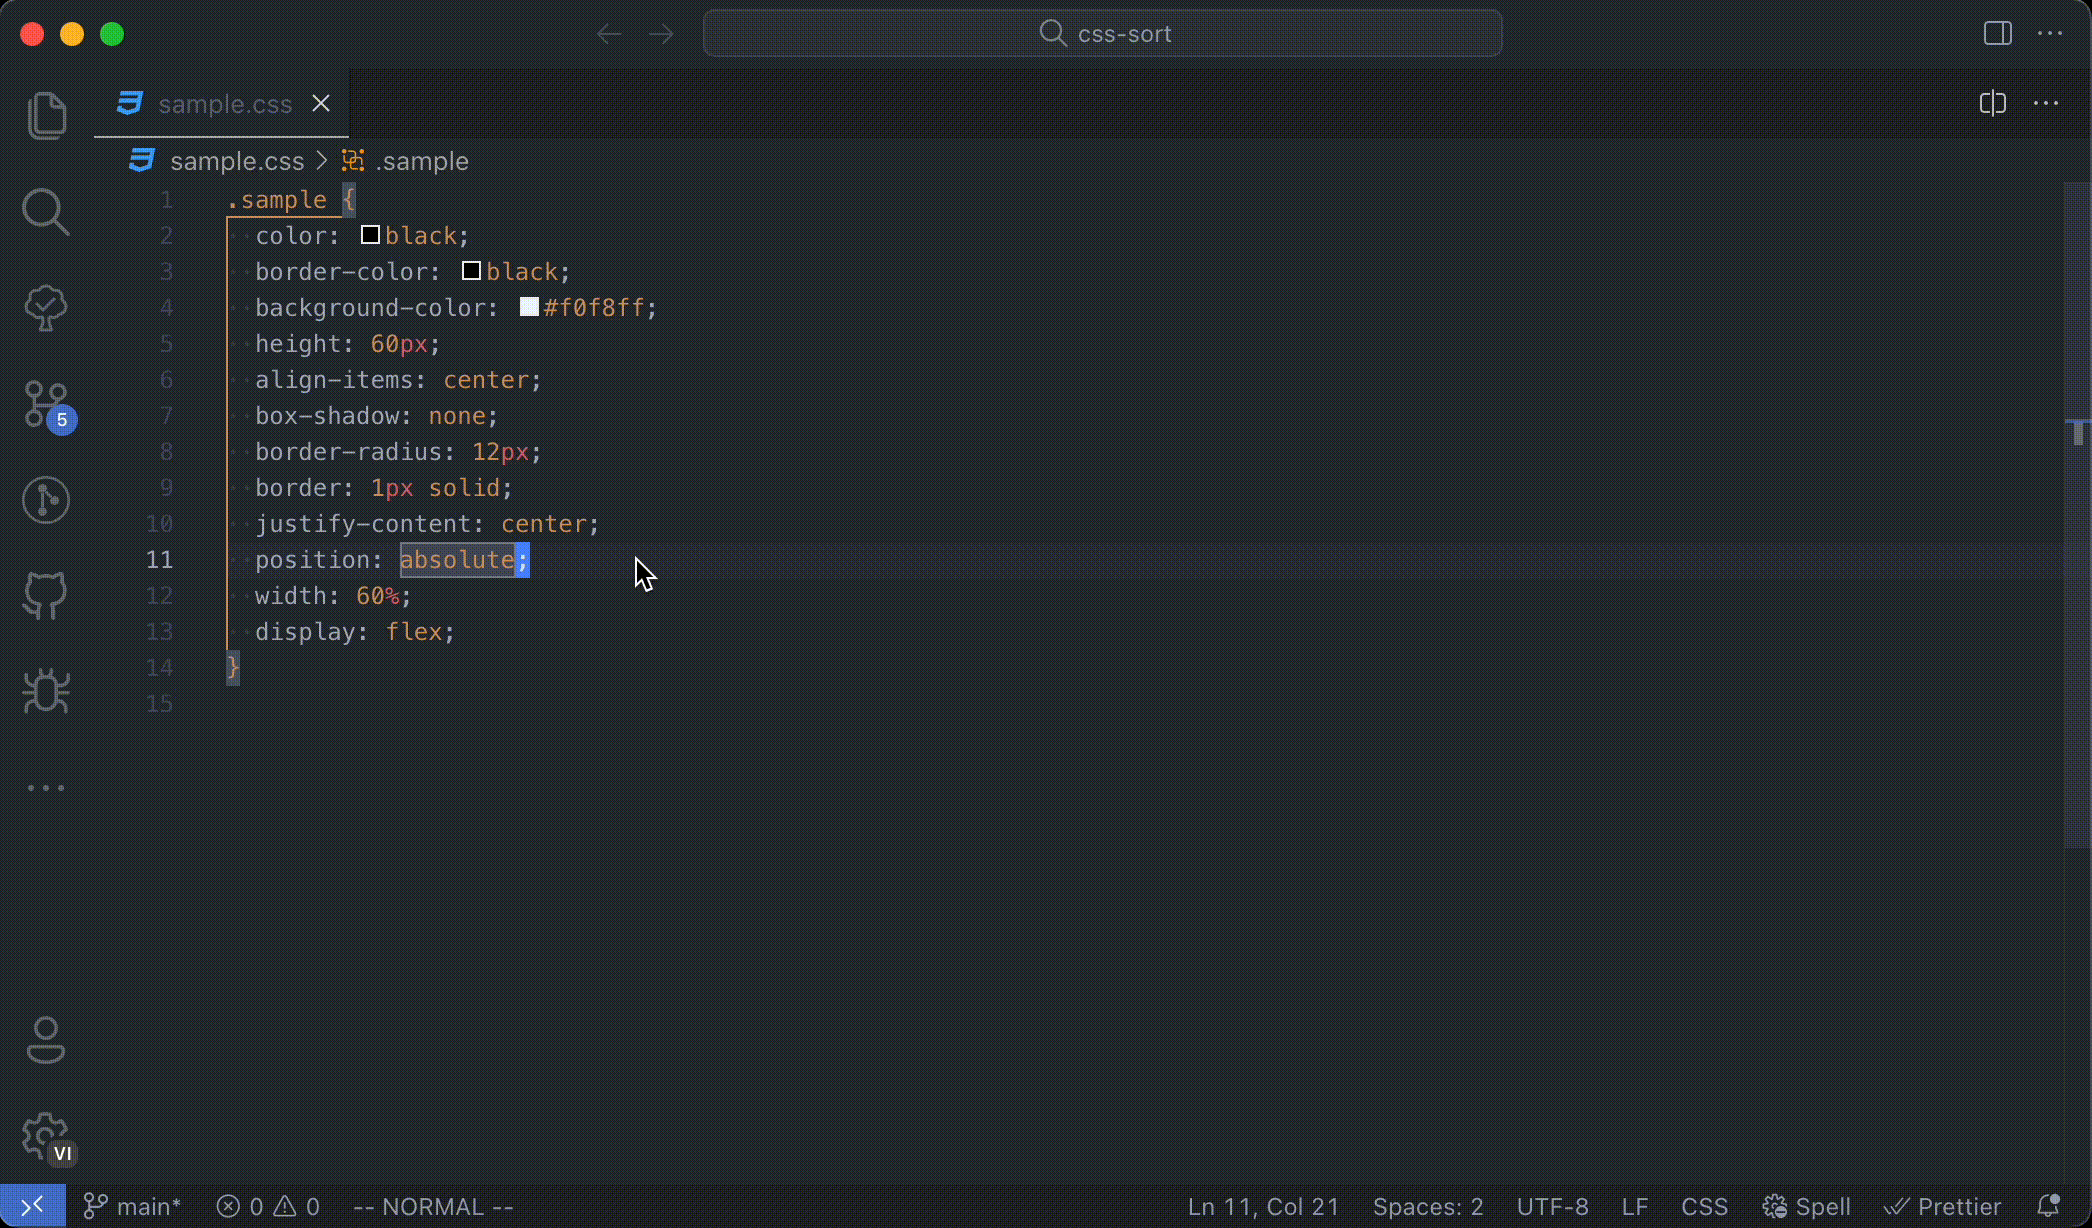 css-sort
sample.css
sample.css > .sample
1 .sample {
2 color: black;
3 border-color: black;
4 background-color: #f0f8ff;
5 height: 60px;
6 align-items: center;
7 box-shadow: none;
8 border-radius: 12px;
9 border: 1px solid;
10 justify-content: center;
11 position: absolute;
12 width: 60%;
13 display: flex;
14 }
15
5
VI
main* 0 0 -- NORMAL -- Ln 11, Col 21 Spaces: 2 UTF-8 LF CSS Spell Prettier